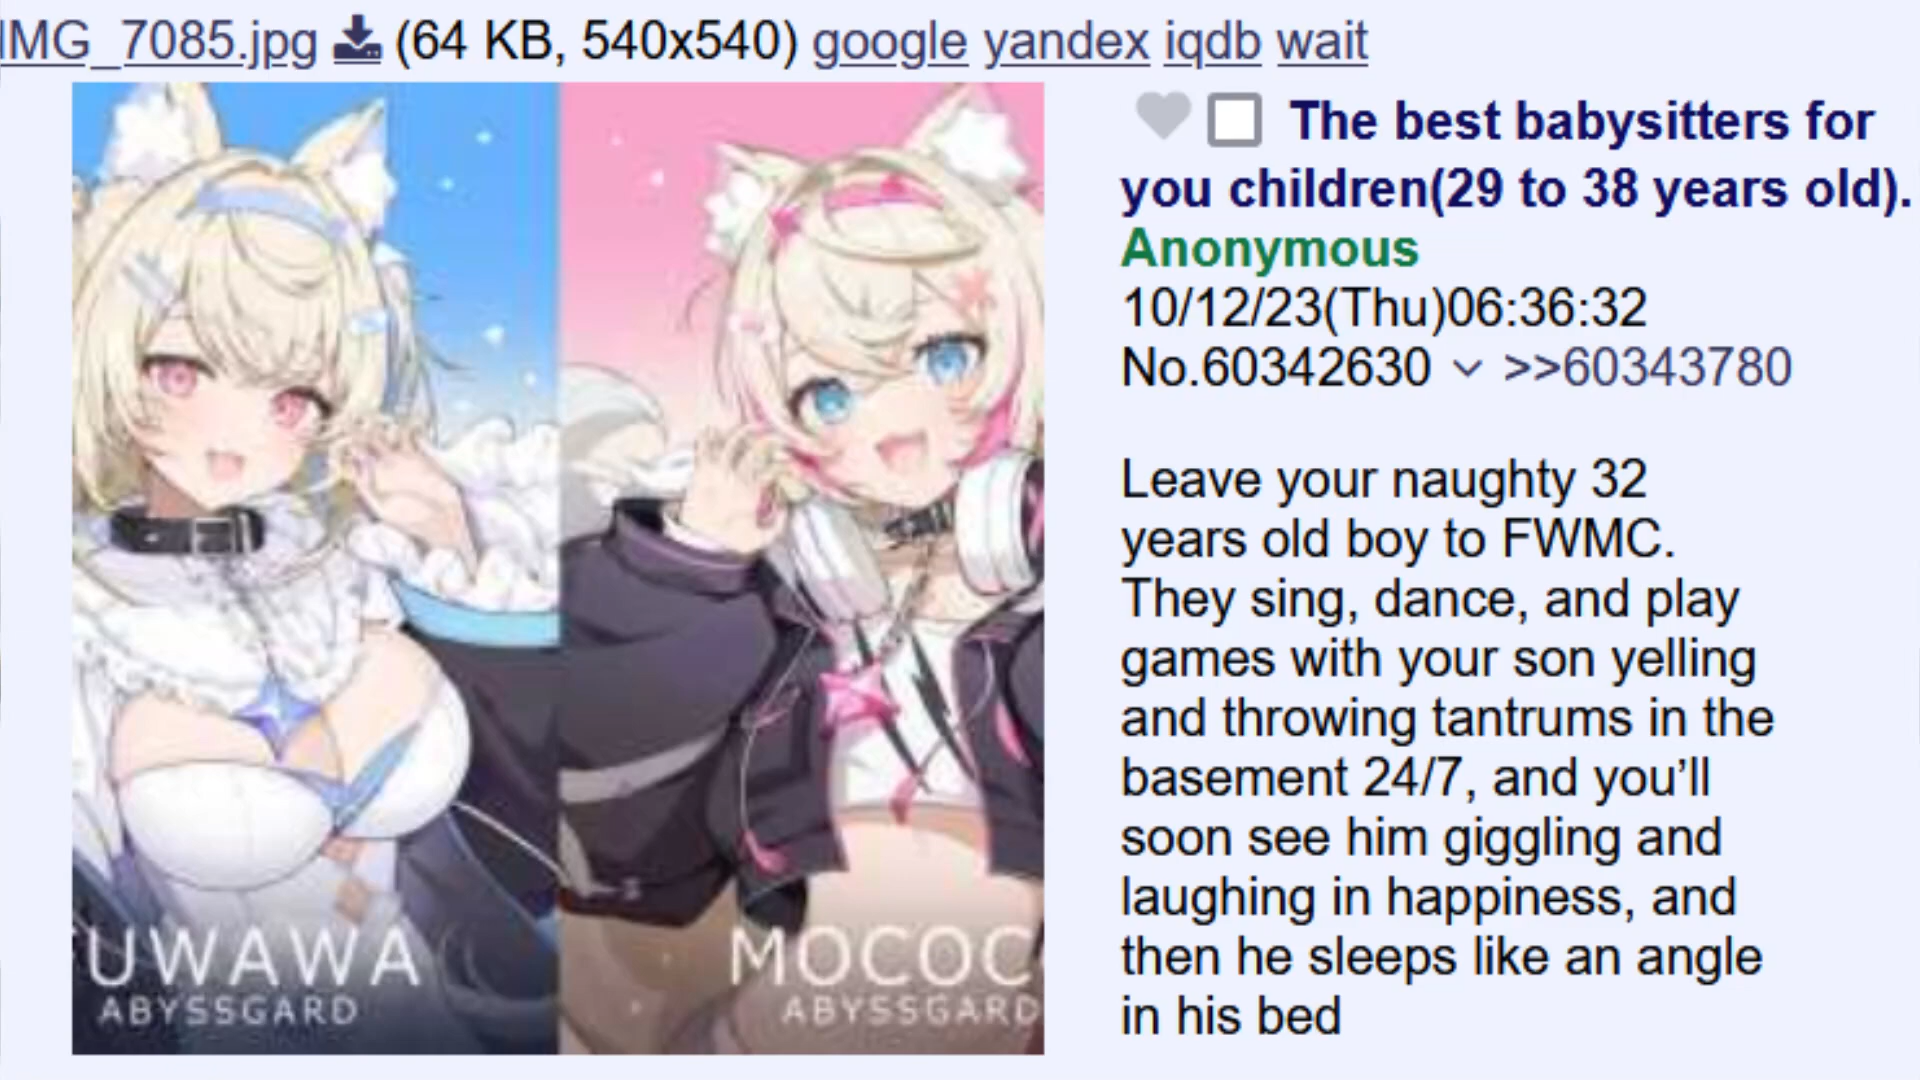 IMG_7085.jpg (64 KB, 540x540) google yandex iqdb wait
The best babysitters for
you children(29 to 38 years old).
Anonymous
10/12/23(Thu)06:36:32
No.60342630 >>60343780
Leave your naughty 32
years old boy to FWMC.
They sing, dance, and play
games with your son yelling
and throwing tantrums in the
basement 24/7, and you’ll
soon see him giggling and
laughing in happiness, and
then he sleeps like an angle
in his bed
UWAWA
ABYSSGARD
MOCOC
ABYSSGARD